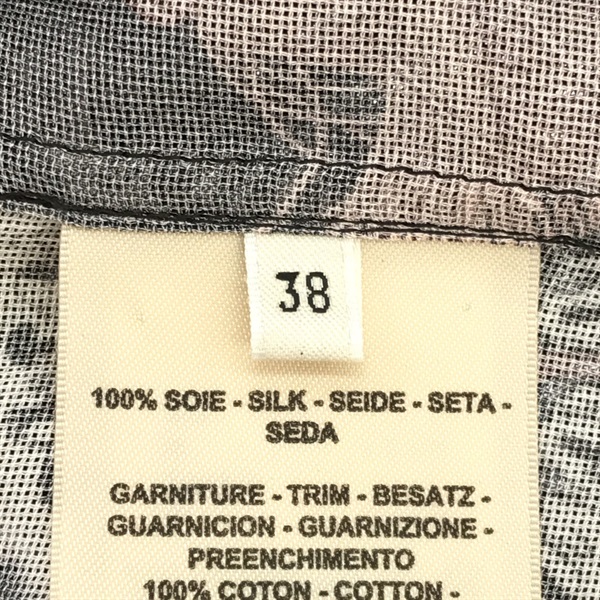 38
100% SOIE - SILK - SEIDE - SETA -
SEDA
GARNITURE - TRIM - BESATZ -
GUARNICION - GUARNIZIONE -
PREENCHIMENTO
100% COTON - COTTON -